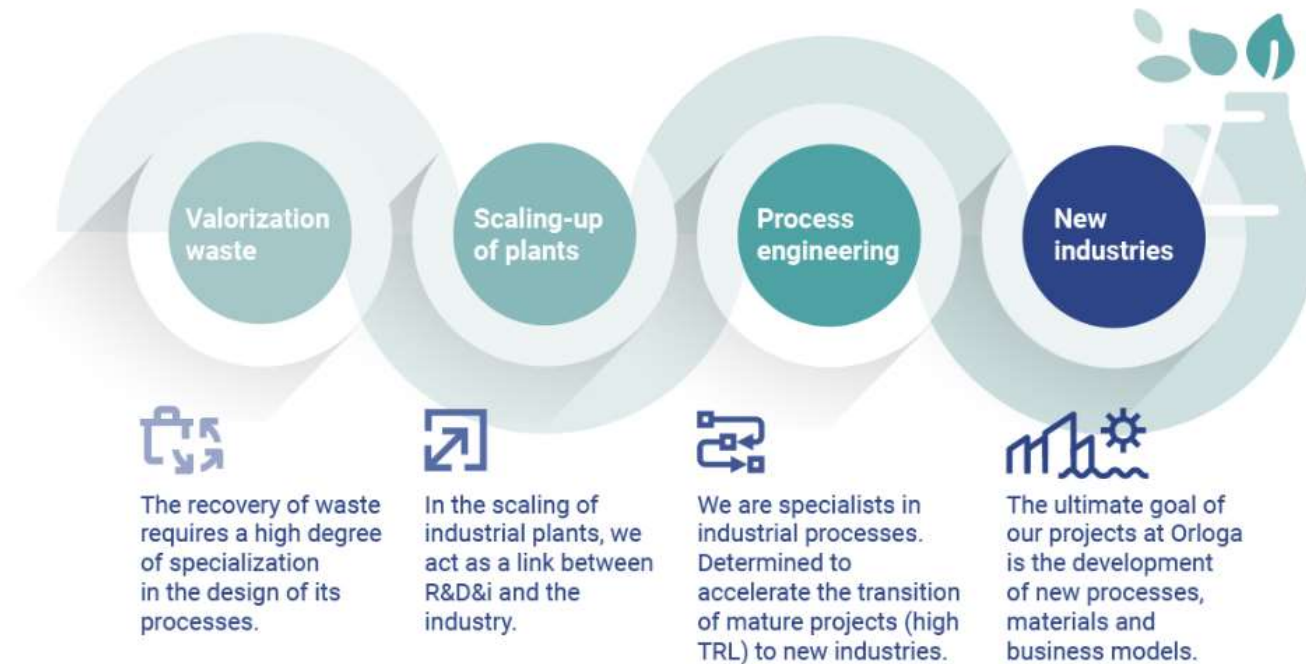 Valorization
waste
Scaling-up
of plants
Process
engineering
New
industries
The recovery of waste
requires a high degree
of specialization
in the design of its
processes.
In the scaling of
industrial plants, we
act as a link between
R&D&i and the
industry.
We are specialists in
industrial processes.
Determined to
accelerate the transition
of mature projects (high
TRL) to new industries.
The ultimate goal of
our projects at Orloga
is the development
of new processes,
materials and
business models.